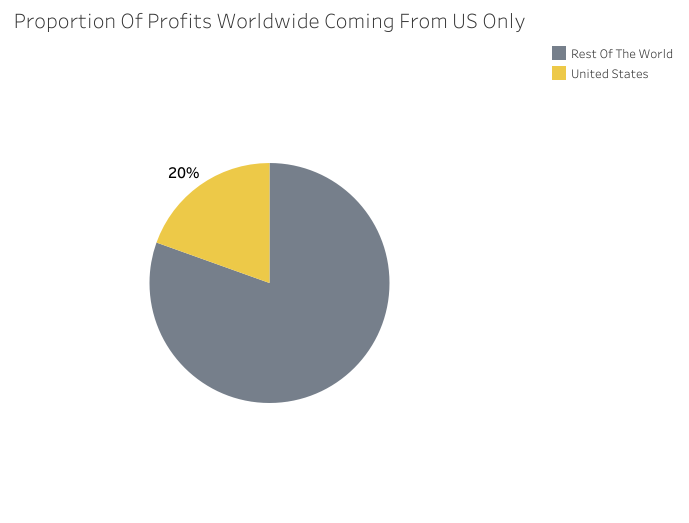 Proportion Of Profits Worldwide Coming From US Only
Rest Of The World
United States
20%